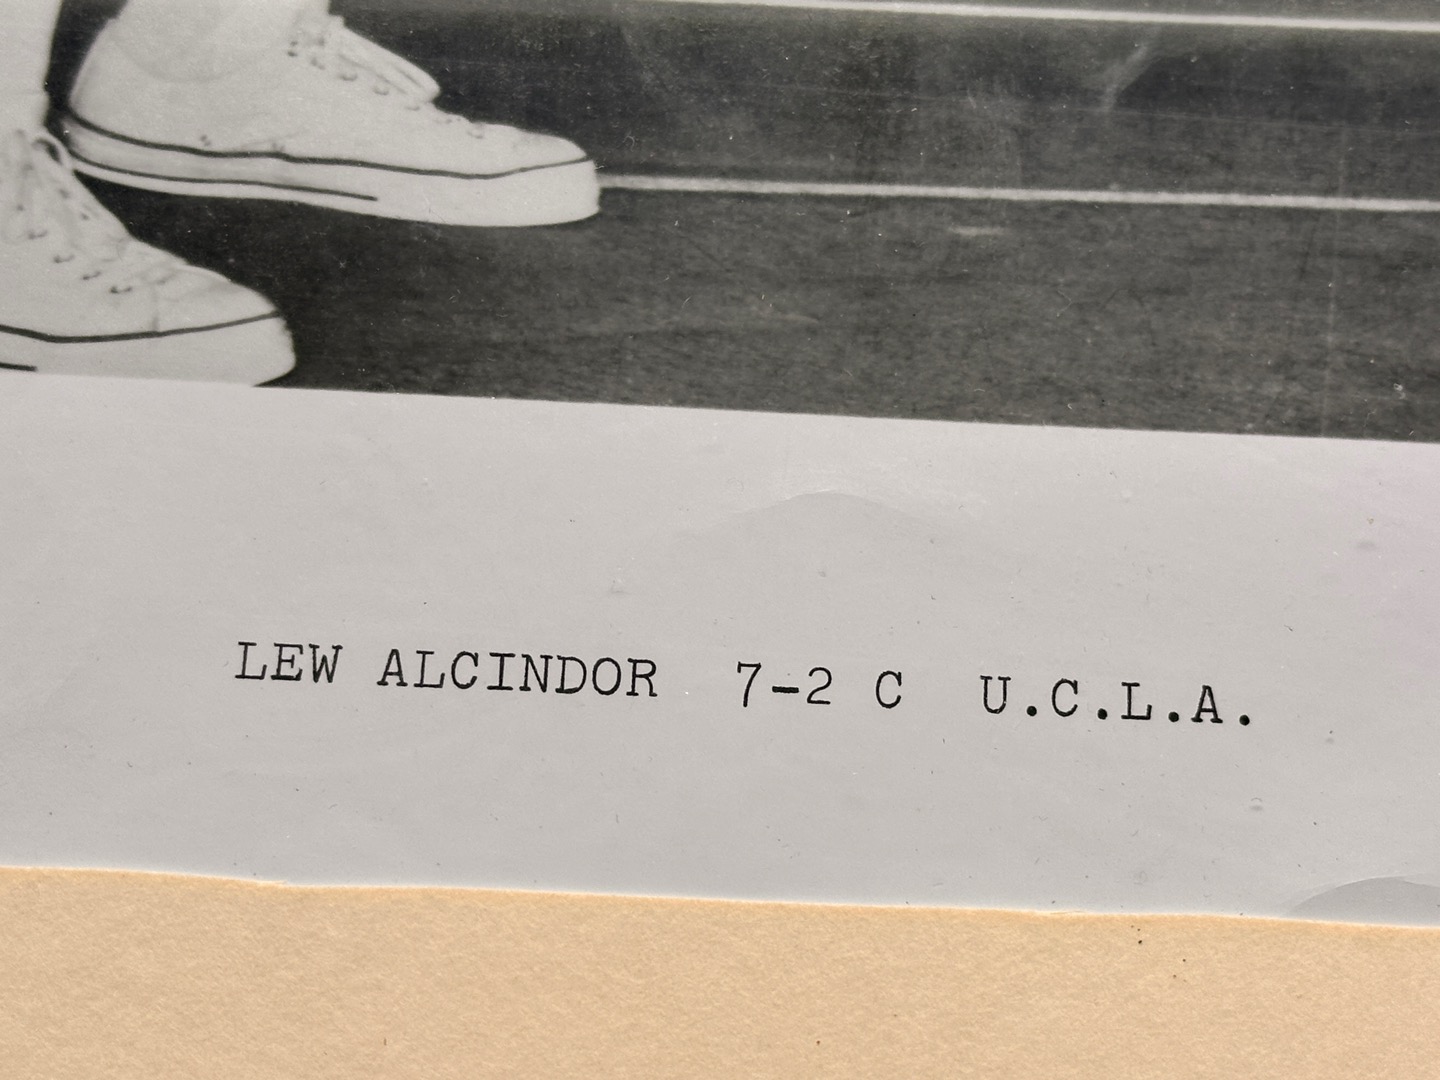 LEW ALCINDOR  7-2 C  U.C.L.A.